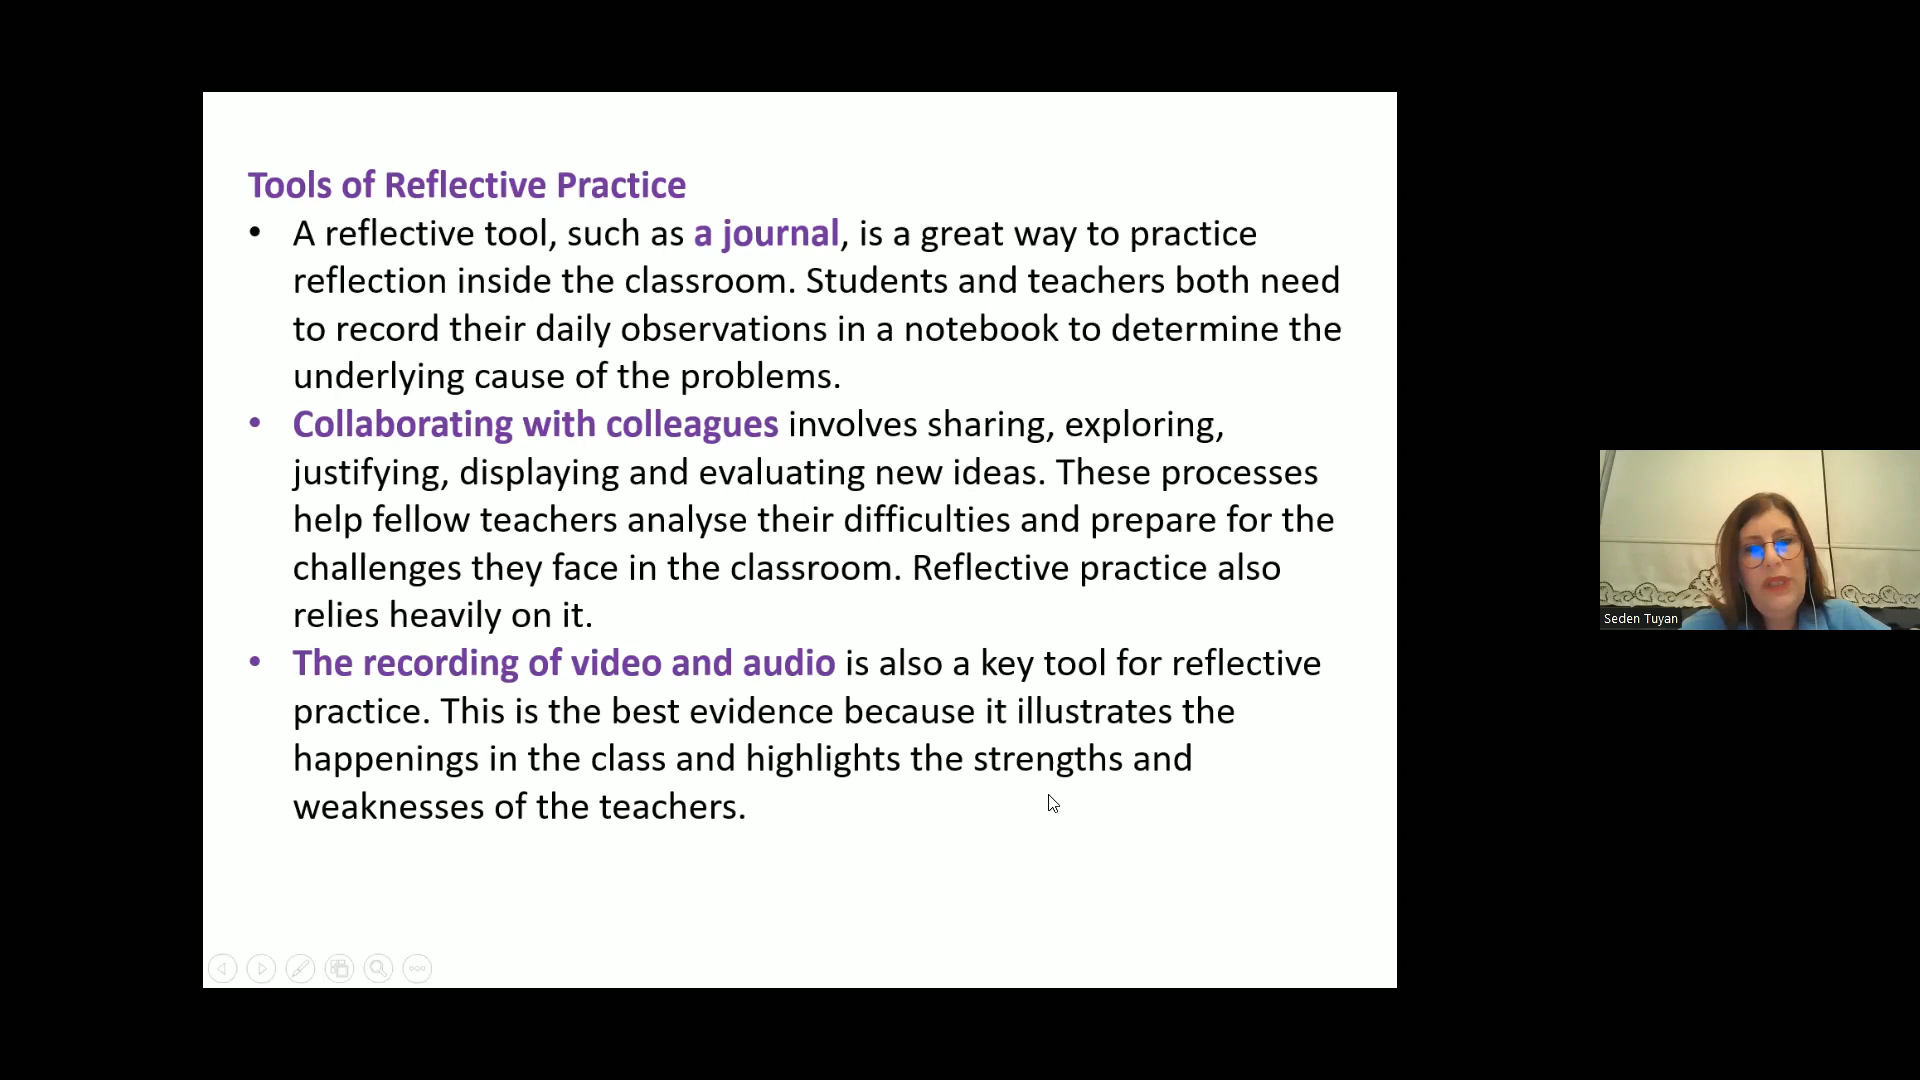 Tools of Reflective Practice
• A reflective tool, such as a journal, is a great way to practice
reflection inside the classroom. Students and teachers both need
to record their daily observations in a notebook to determine the
underlying cause of the problems.
• Collaborating with colleagues involves sharing, exploring,
justifying, displaying and evaluating new ideas. These processes
help fellow teachers analyse their difficulties and prepare for the
challenges they face in the classroom. Reflective practice also
relies heavily on it.
• The recording of video and audio is also a key tool for reflective
practice. This is the best evidence because it illustrates the
happenings in the class and highlights the strengths and
weaknesses of the teachers.
Seden Tuyan